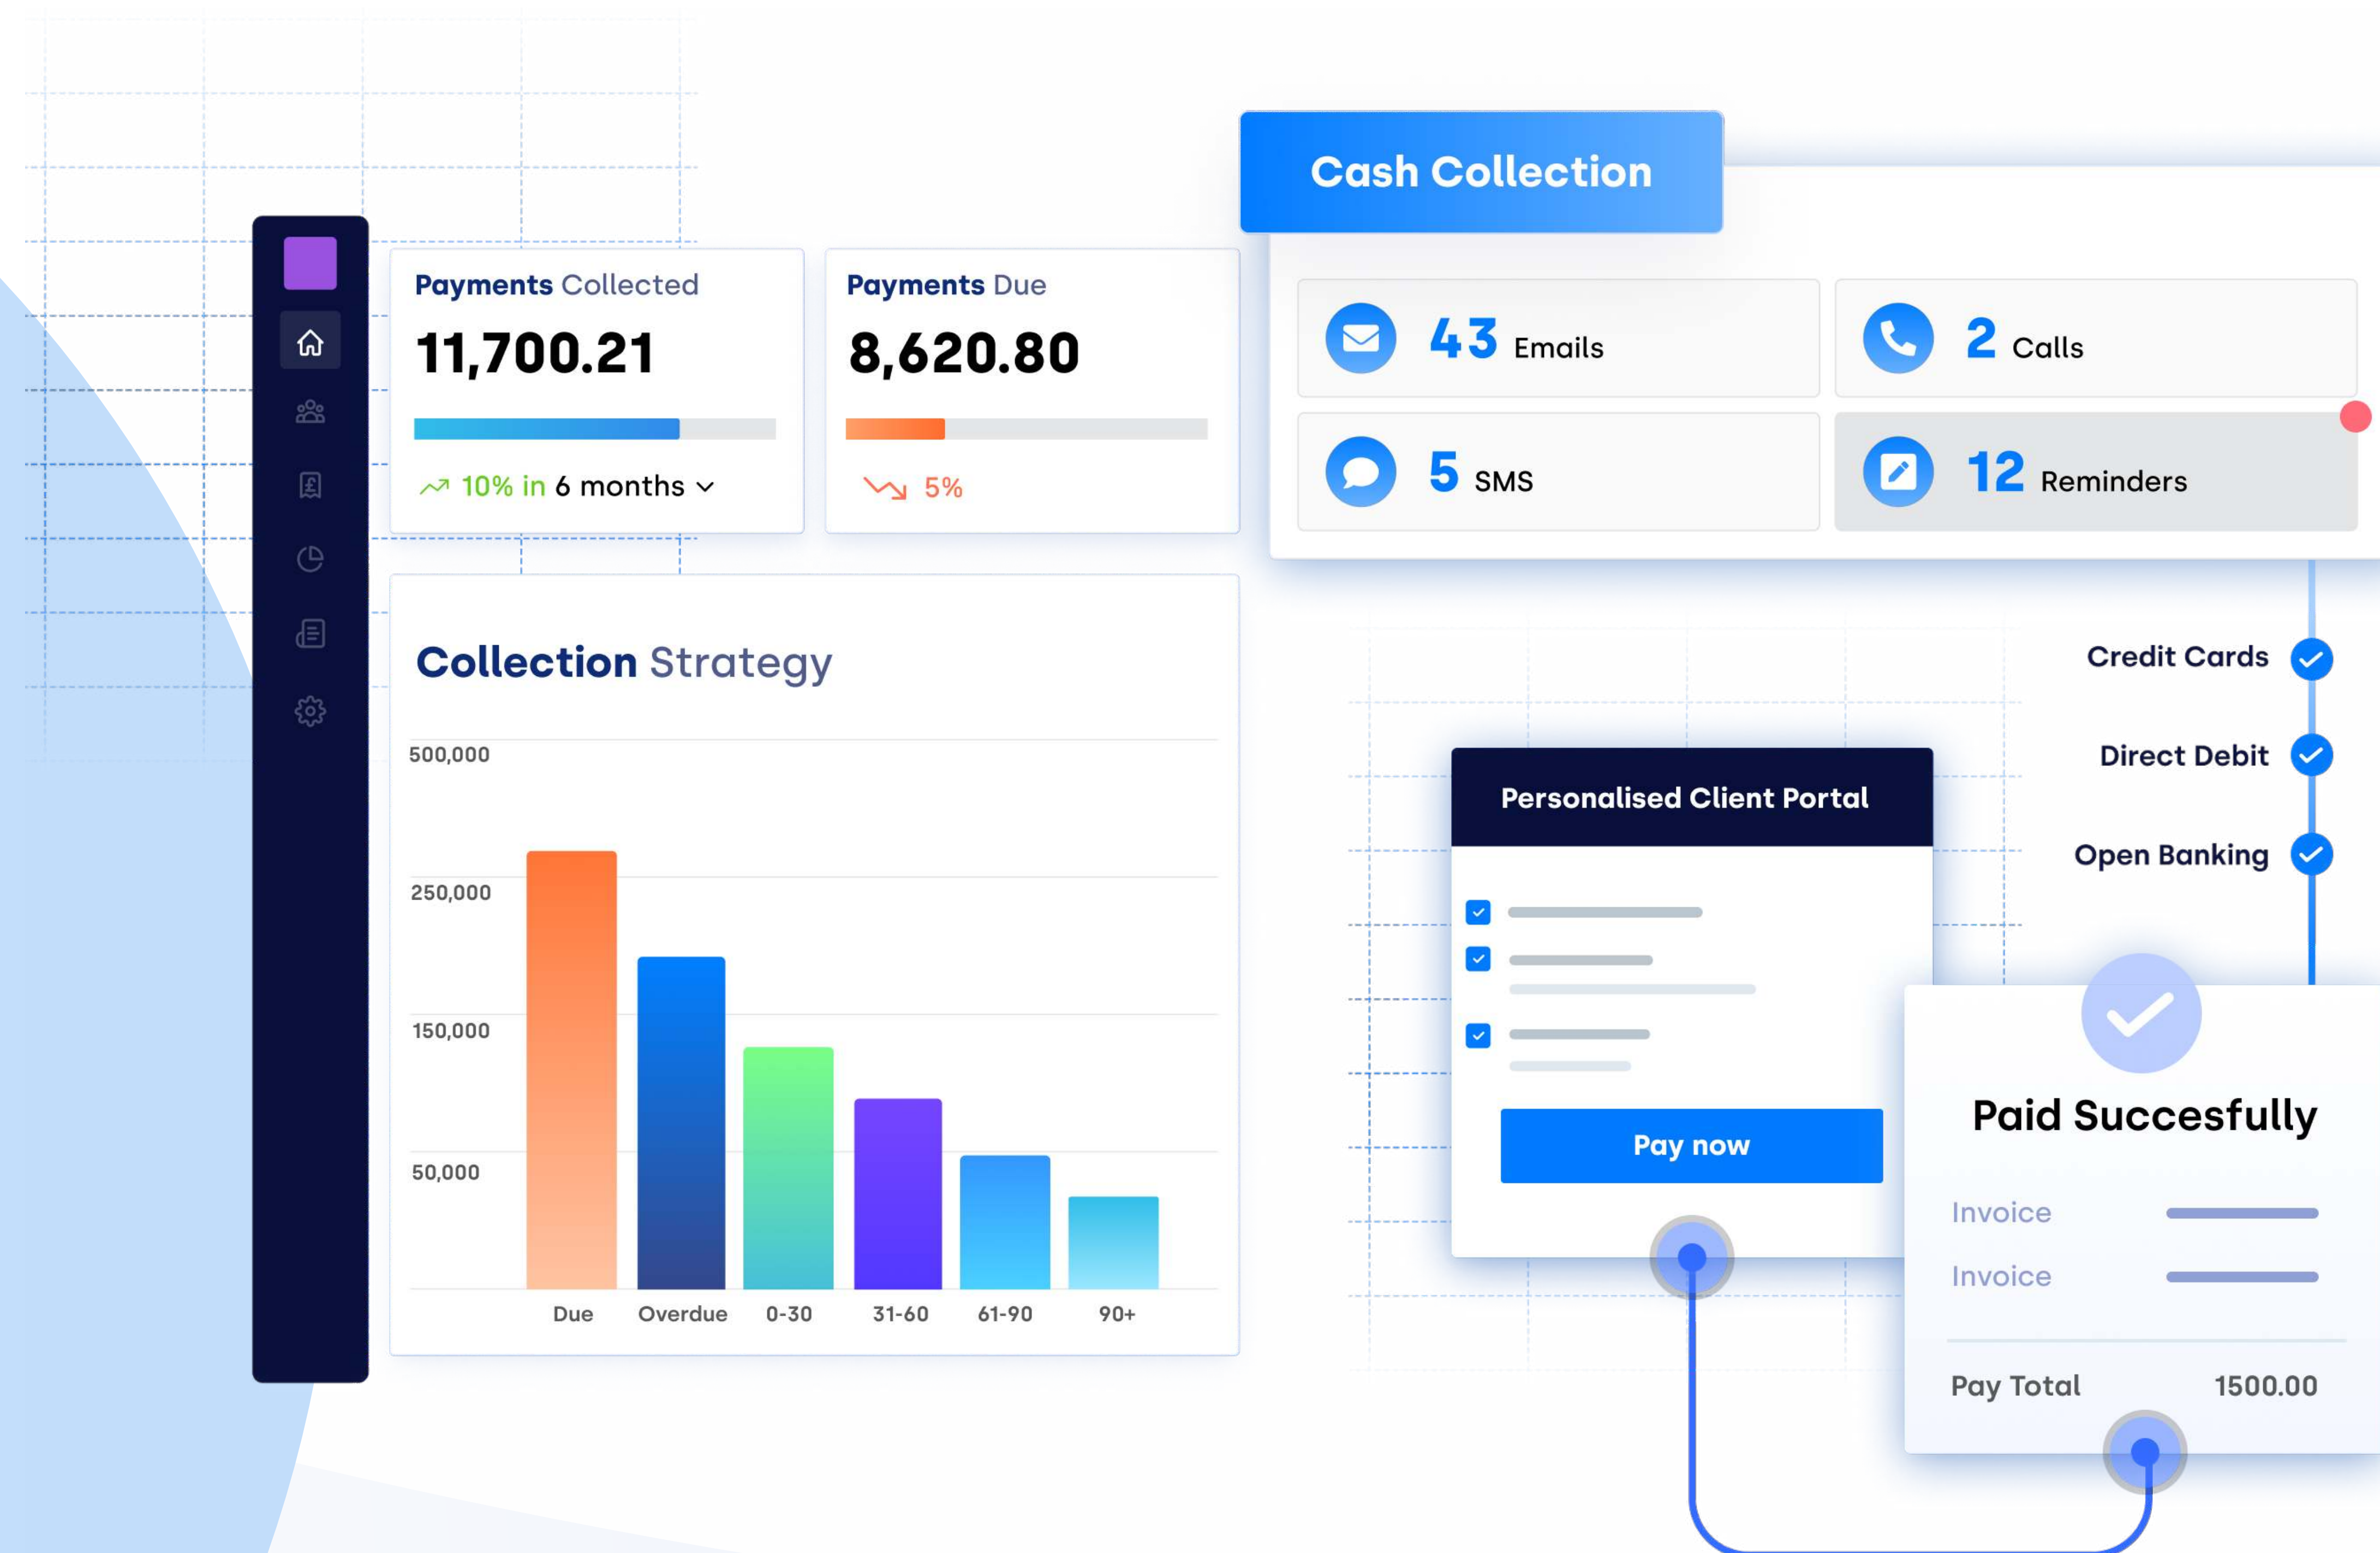 Cash Collection
Payments Collected
11,700.21
10% in 6 months
Payments Due
8,620.80
5%
43 Emails
2 Calls
5 SMS
12 Reminders
Collection Strategy
500,000
250,000
150,000
50,000
Due Overdue 0-30 31-60 61-90 90+
Credit Cards
Direct Debit
Open Banking
Personalised Client Portal
Pay now
Paid Succesfully
Invoice
Invoice
Pay Total 1500.00